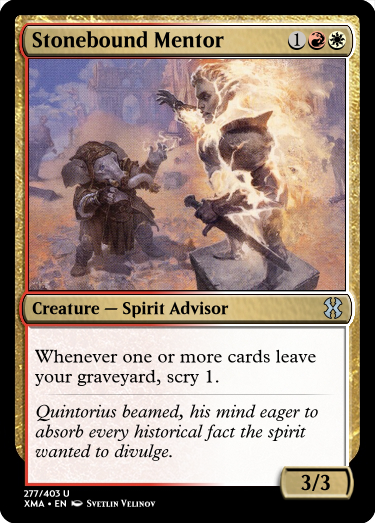 Stonebound Mentor 1
Creature — Spirit Advisor
Whenever one or more cards leave
your graveyard, scry 1.
Quintorius beamed, his mind eager to
absorb every historical fact the spirit
wanted to divulge.
3/3
277/403 U
XMA • EN Svetlin Velinov